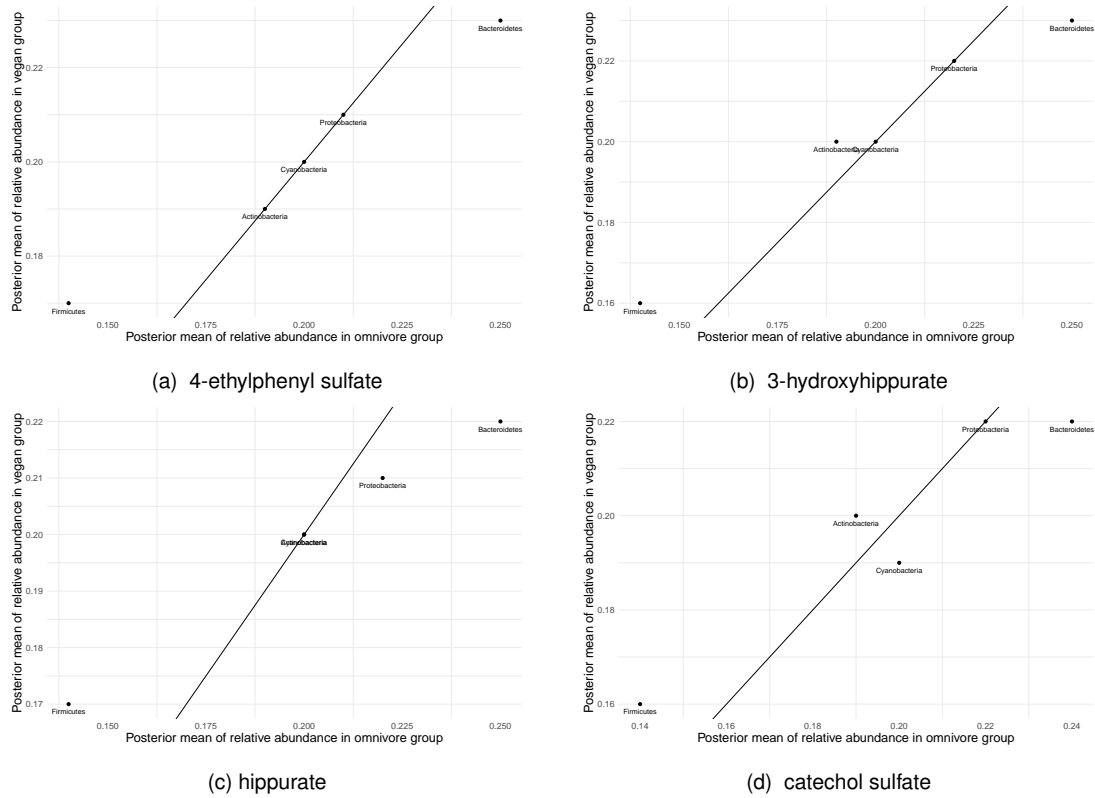 Posterior mean of relative abundance in vegan group
0.22
0.20
0.18
Bacteroidetes
Proteobacteria
Cyanobacteria
Actinobacteria
Firmicutes
0.150
0.175
0.200
0.225
0.250
Posterior mean of relative abundance in omnivore group
(a) 4-ethylphenyl sulfate
Posterior mean of relative abundance in vegan group
0.22
0.20
0.18
0.16
Bacteroidetes
Proteobacteria
Actinobacteria
Cyanobacteria
Firmicutes
0.150
0.175
0.200
0.225
0.250
Posterior mean of relative abundance in omnivore group
(b) 3-hydroxyhippurate
Posterior mean of relative abundance in vegan group
0.22
0.21
0.20
0.19
0.18
0.17
Bacteroidetes
Proteobacteria
Firmicutes
0.150
0.175
0.200
0.225
0.250
Posterior mean of relative abundance in omnivore group
(c) hippurate
Posterior mean of relative abundance in vegan group
0.22
0.20
0.18
0.16
Proteobacteria
Bacteroidetes
Actinobacteria
Cyanobacteria
Firmicutes
0.14
0.16
0.18
0.20
0.22
0.24
Posterior mean of relative abundance in omnivore group
(d) catechol sulfate